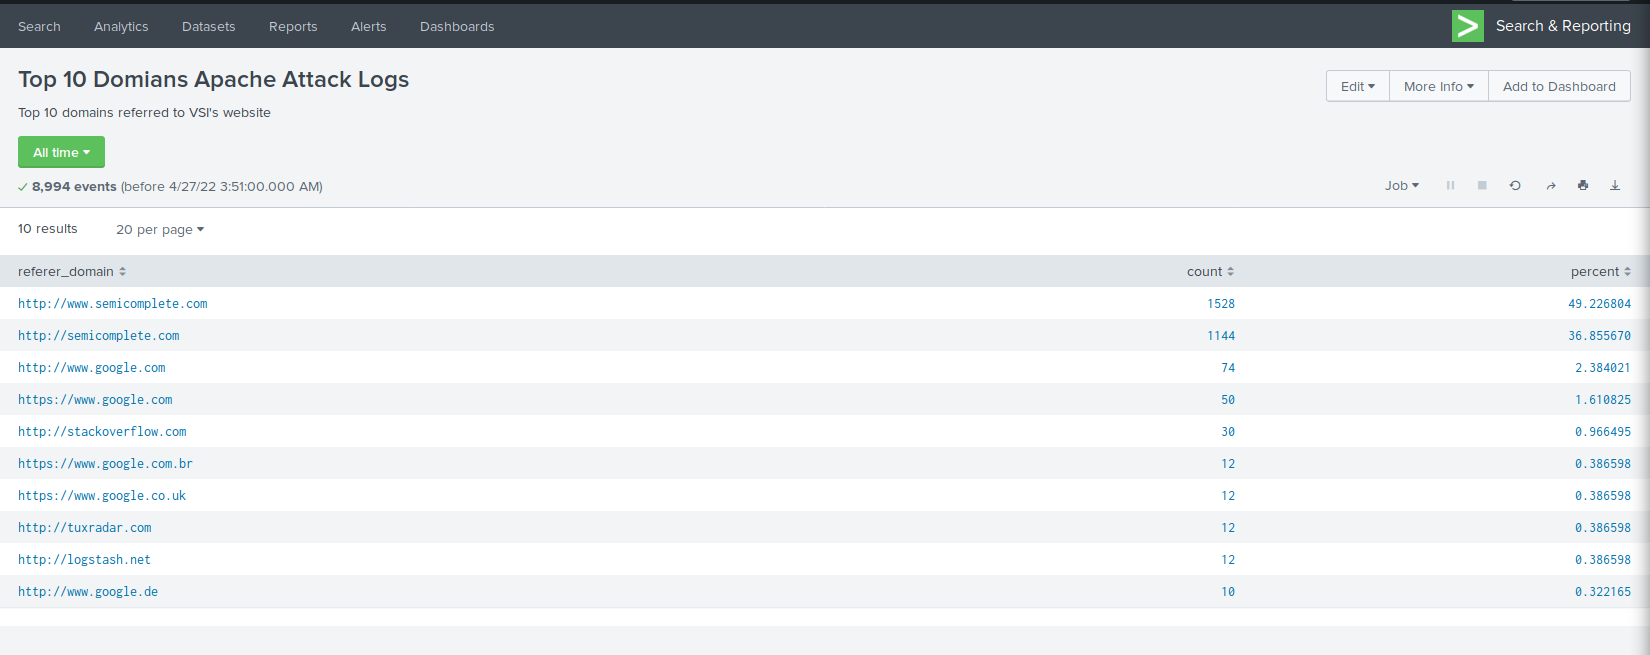 Search Analytics Datasets Reports Alerts Dashboards Search & Reporting
Top 10 Domians Apache Attack Logs
Edit More Info Add to Dashboard
Top 10 domains referred to VSI's website
All time
8,994 events (before 4/27/22 3:51:00.000 AM)
Job
10 results 20 per page
referer_domain count percent
http://www.semicomplete.com 1528 49.226804
http://semicomplete.com 1144 36.855670
http://www.google.com 74 2.384021
https://www.google.com 50 1.610825
http://stackoverflow.com 30 0.966495
https://www.google.com.br 12 0.386598
https://www.google.co.uk 12 0.386598
http://tuxradar.com 12 0.386598
http://logstash.net 12 0.386598
http://www.google.de 10 0.322165